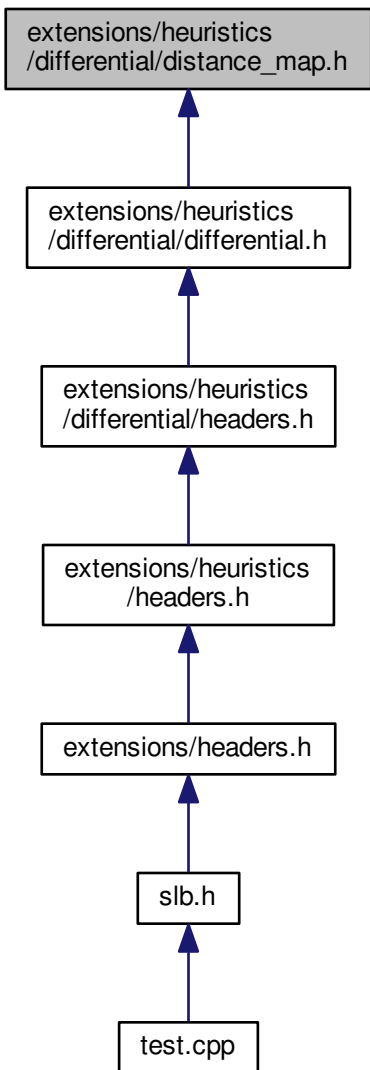 extensions/heuristics
/differential/distance_map.h
extensions/heuristics
/differential/differential.h
extensions/heuristics
/differential/headers.h
extensions/heuristics
/headers.h
extensions/headers.h
slb.h
test.cpp